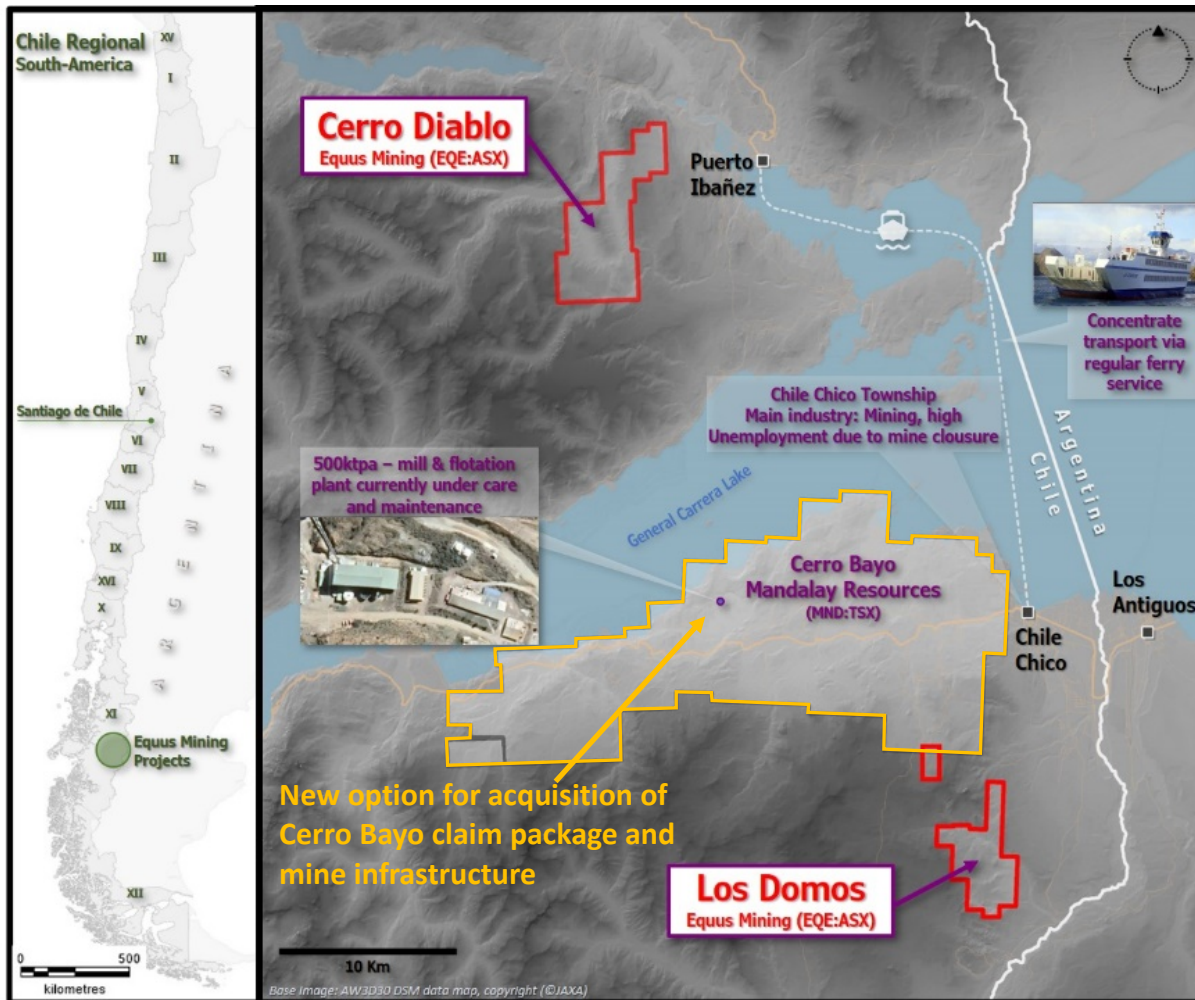 Chile Regional
South-America
XV
I
II
III
IV
V
Santiago de Chile
VI
VII
VIII
IX
XVI
X
ARGENTINA
XI
Equus Mining
Projects
XII
0 500
kilometres
Cerro Diablo
Equus Mining (EQE:ASX)
Puerto
Ibañez
Concentrate
transport via
regular ferry
service
Chile Chico Township
Main industry: Mining, high
Unemployment due to mine clousure
Argentina
Chile
500ktpa – mill & flotation
plant currently under care
and maintenance
General Carrera Lake
Cerro Bayo
Mandalay Resources
(MND:TSX)
Los
Antiguos
Chile
Chico
New option for acquisition of
Cerro Bayo claim package and
mine infrastructure
Los Domos
Equus Mining (EQE:ASX)
10 Km
Base image: AW3D30 DSM data map, copyright (©JAXA)